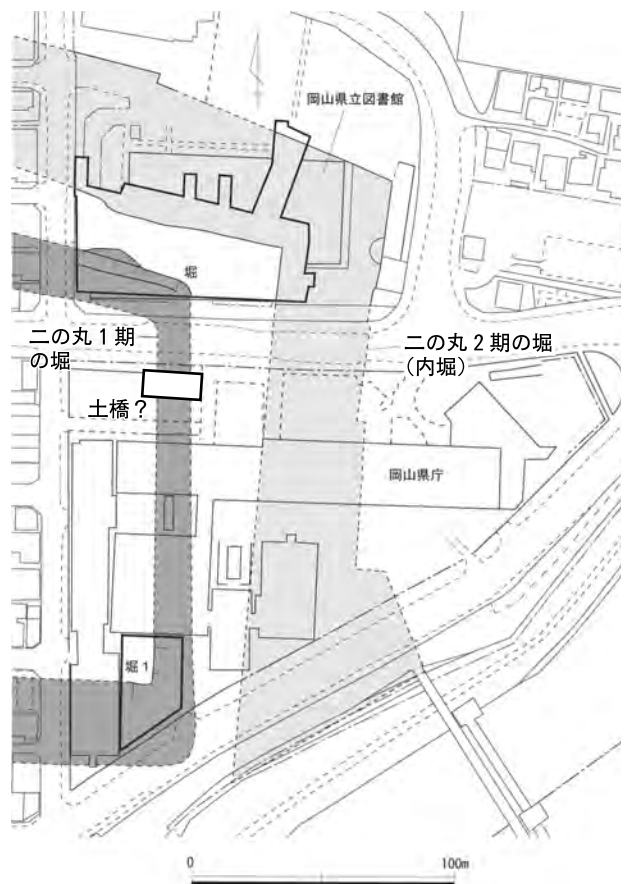 岡山県立図書館
堀
二の丸1期
の堀
二の丸2期の堀
（内堀）
土橋？
岡山県庁
堀1
0
100m